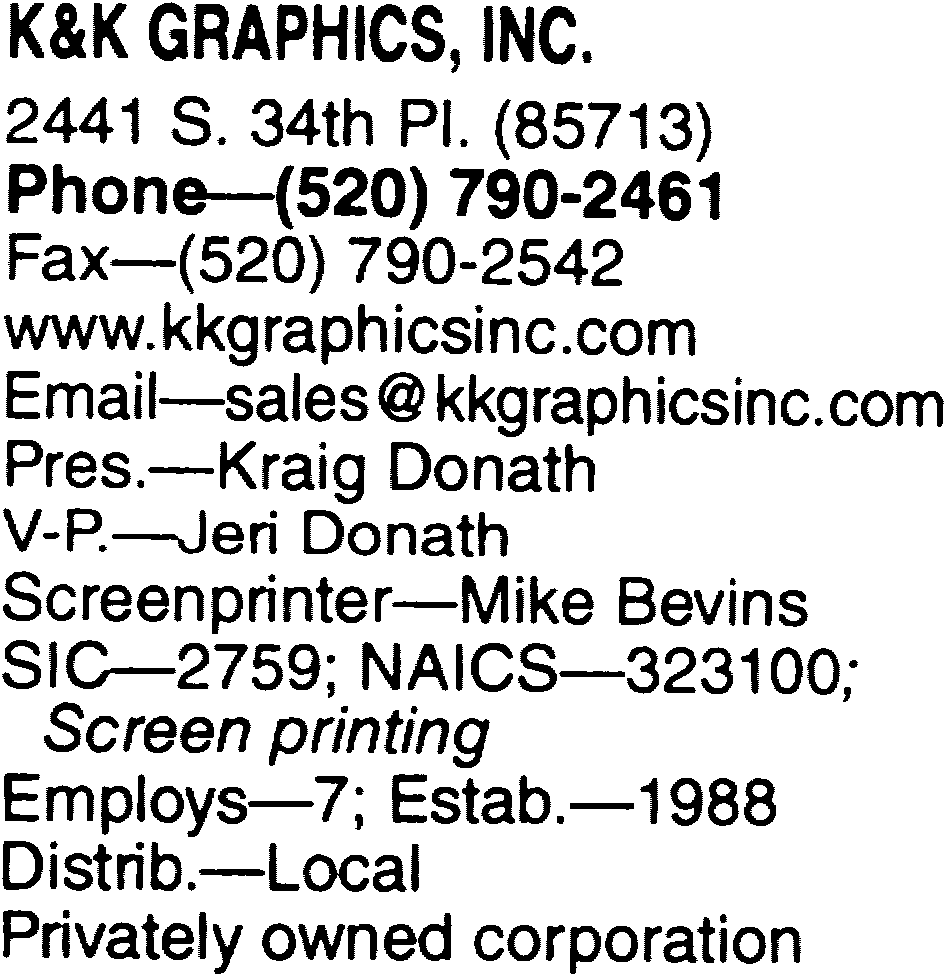 K&K GRAPHICS, INC.
2441 S. 34th Pl. (85713)
Phone—(520) 790-2461
Fax—(520) 790-2542
www.kkgraphicsinc.com
Email—sales@kkgraphicsinc.com
Pres.—Kraig Donath
V-P.—Jeri Donath
Screenprinter—Mike Bevins
SIC—2759; NAICS—323100;
Screen printing
Employs—7; Estab.—1988
Distrib.—Local
Privately owned corporation